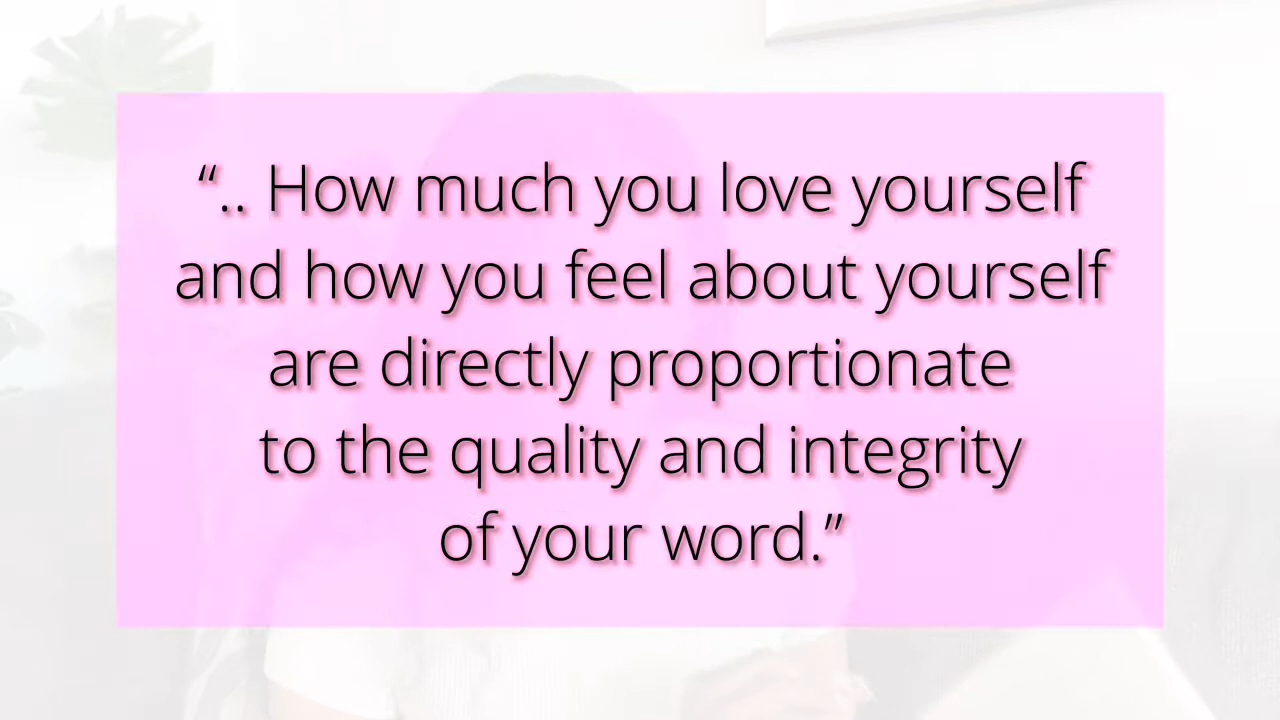 “.. How much you love yourself
and how you feel about yourself
are directly proportionate
to the quality and integrity
of your word.”